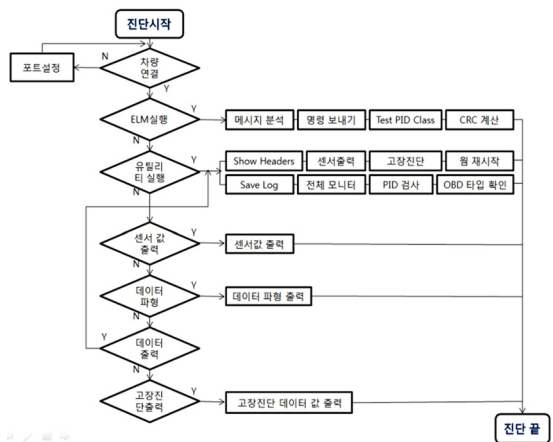 진단시작
N
차량
연결
포트설정
Y
ELM실행
Y
메시지 분석
명령 보내기
Test PID Class
CRC 계산
N
유틸리
티 실행
Y
Show Headers
센서출력
고장진단
웜 재시작
Save Log
전체 모니터
PID 검사
OBD 타입 확인
N
센서 값
출력
Y
센서값 출력
N
데이터
파형
Y
데이터 파형 출력
N
Y
데이터
출력
N
고장진
단출력
Y
고장진단 데이터 값 출력
진단 끝